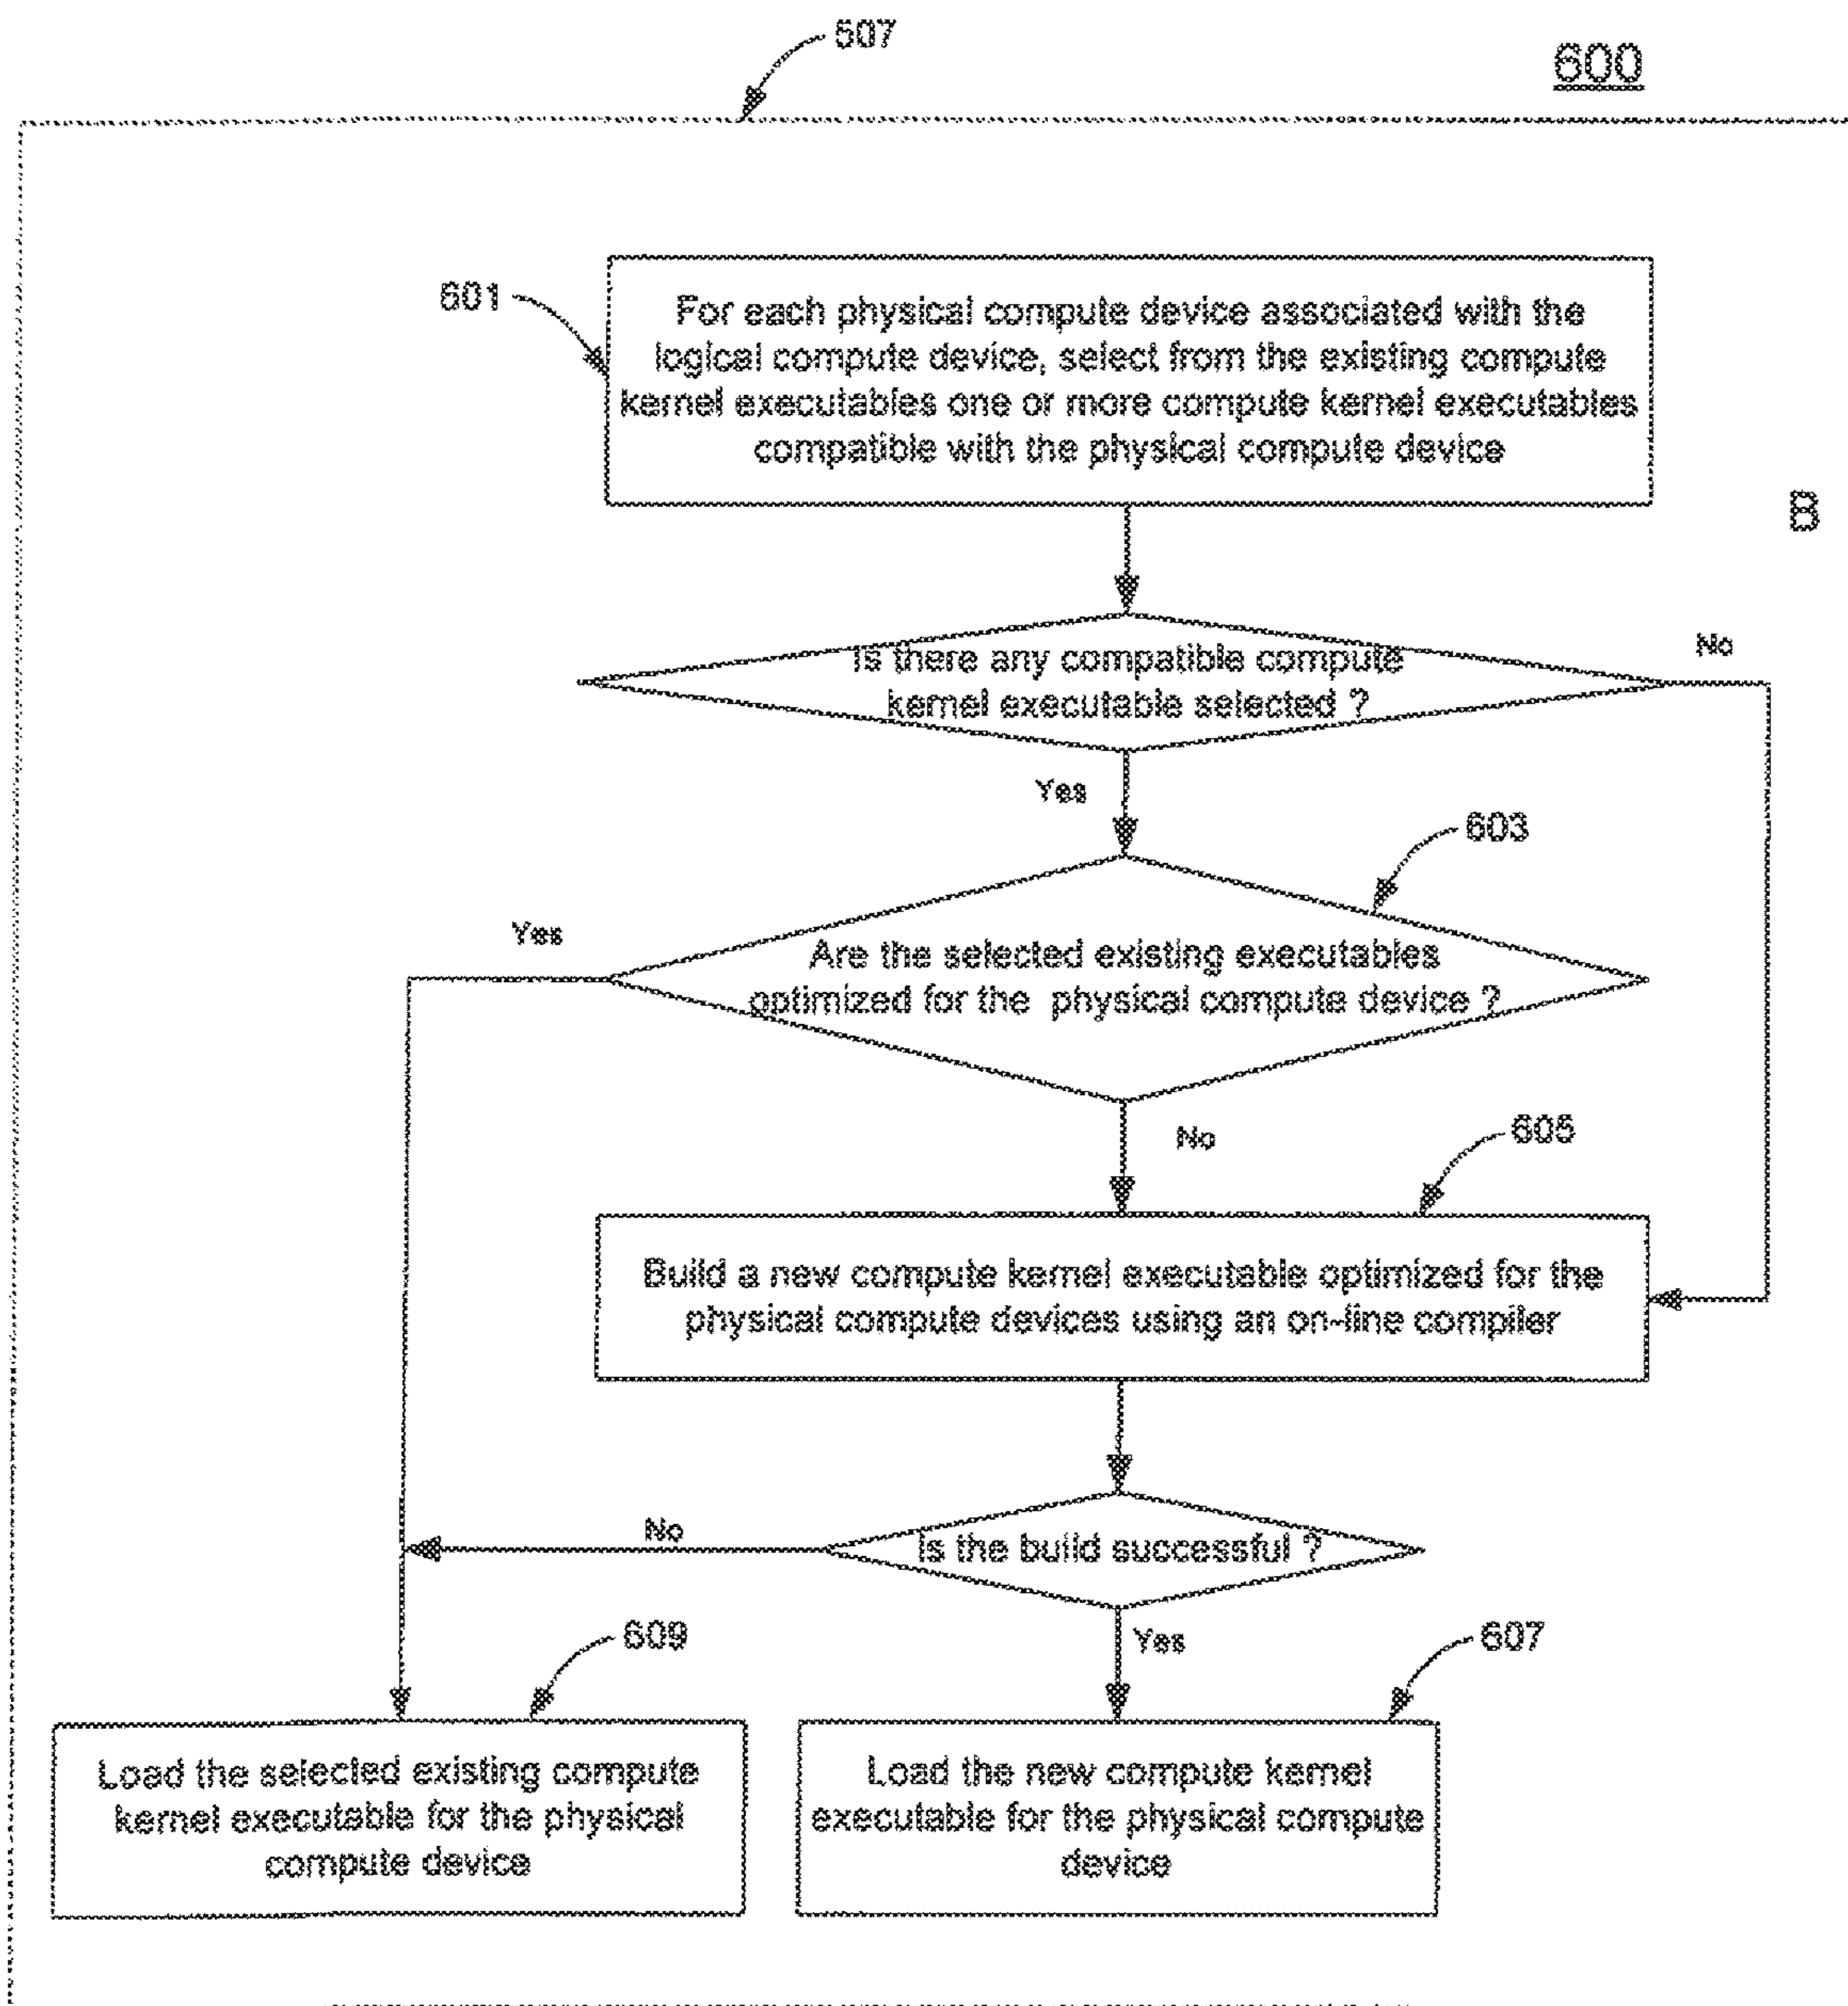 507
600
601
For each physical compute device associated with the
logical compute device, select from the existing compute
kernel executables one or more compute kernel executables
compatible with the physical compute device
B
Is there any compatible compute
kernel executable selected ?
No
Yes
603
Yes
Are the selected existing executables
optimized for the physical compute device ?
No
605
Build a new compute kernel executable optimized for the
physical compute devices using an on-line compiler
No
Is the build successful ?
609
Yes
607
Load the selected existing compute
kernel executable for the physical
compute device
Load the new compute kernel
executable for the physical compute
device